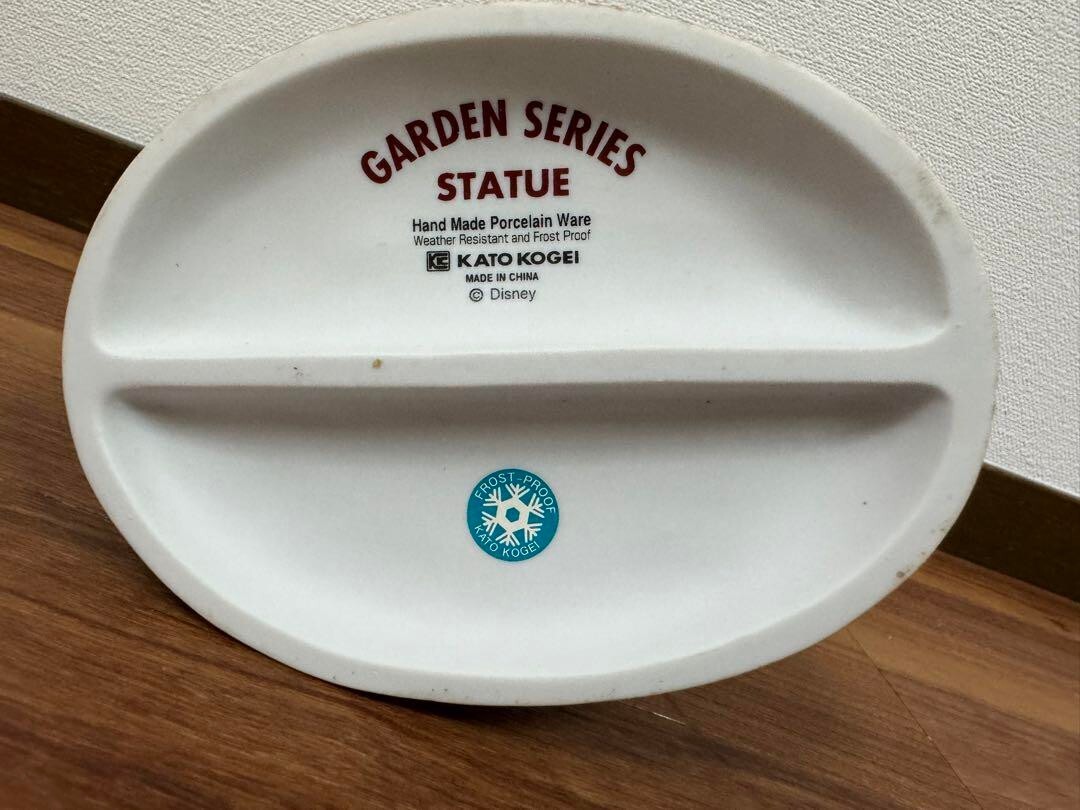 GARDEN SERIES
STATUE
Hand Made Porcelain Ware
Weather Resistant and Frost Proof
KC KATO KOGEI
MADE IN CHINA
© Disney
FROST-PROOF
KATO KOGEI